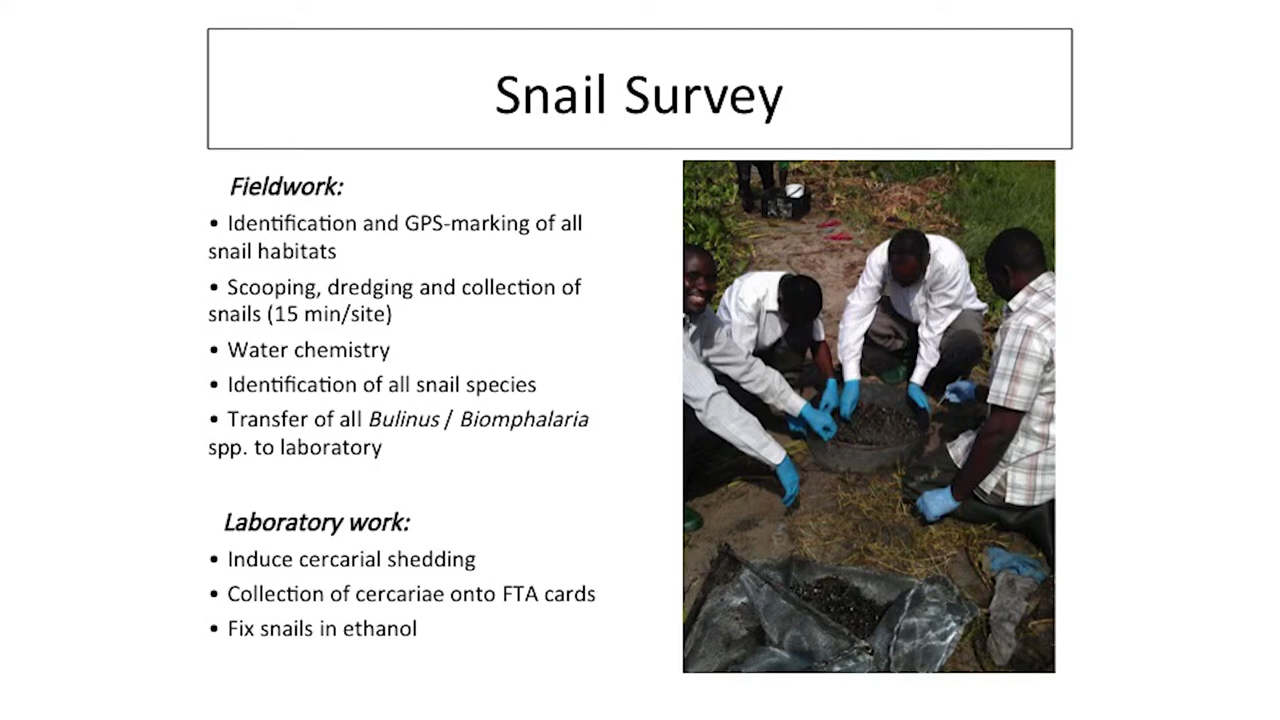 Snail Survey
Fieldwork:
• Identification and GPS-marking of all
snail habitats
• Scooping, dredging and collection of
snails (15 min/site)
• Water chemistry
• Identification of all snail species
• Transfer of all Bulinus / Biomphalaria
spp. to laboratory
Laboratory work:
• Induce cercarial shedding
• Collection of cercariae onto FTA cards
• Fix snails in ethanol